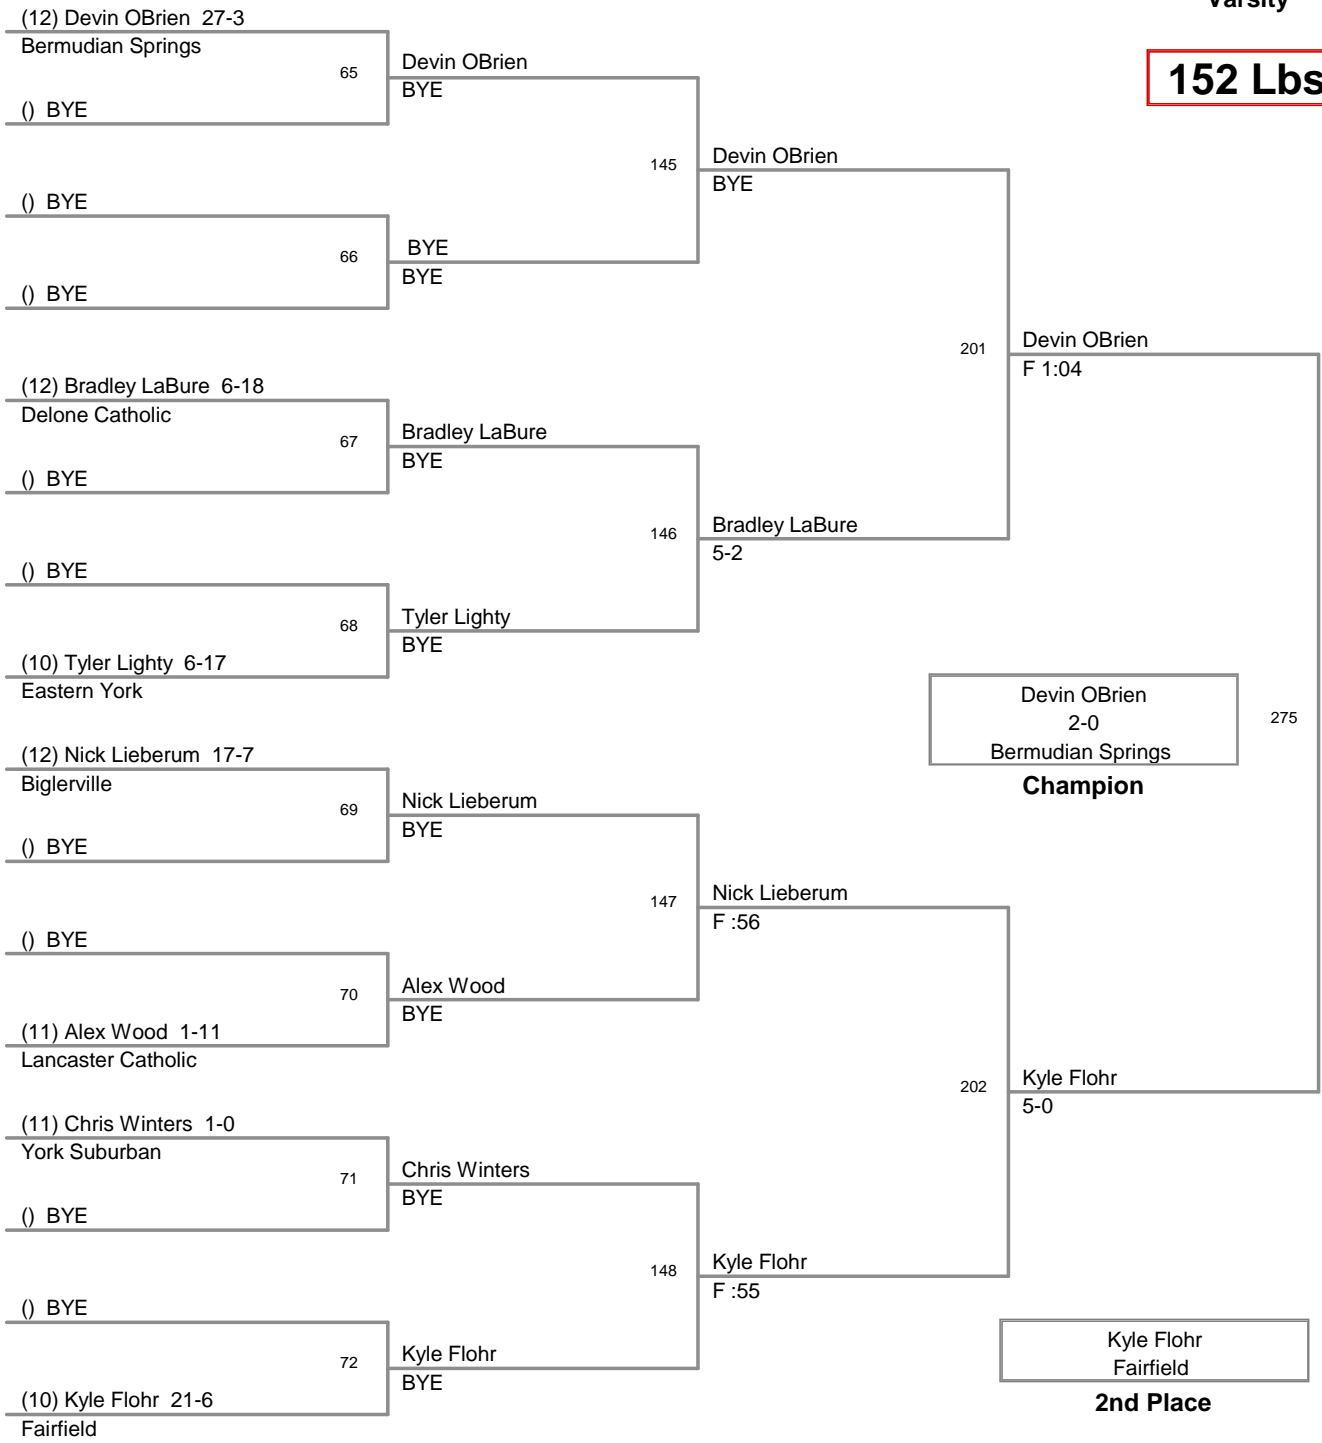 Varsity
152 Lbs
(12) Devin OBrien 27-3
Bermudian Springs
65
() BYE
Devin OBrien
BYE
() BYE
66
() BYE
BYE
BYE
145
Devin OBrien
BYE
(12) Bradley LaBure 6-18
Delone Catholic
67
() BYE
Bradley LaBure
BYE
() BYE
68
(10) Tyler Lighty 6-17
Eastern York
Tyler Lighty
BYE
146
Bradley LaBure
5-2
201
Devin OBrien
F 1:04
(12) Nick Lieberum 17-7
Biglerville
69
() BYE
Nick Lieberum
BYE
() BYE
70
(11) Alex Wood 1-11
Lancaster Catholic
Alex Wood
BYE
147
Nick Lieberum
F :56
(11) Chris Winters 1-0
York Suburban
71
() BYE
Chris Winters
BYE
() BYE
72
(10) Kyle Flohr 21-6
Fairfield
Kyle Flohr
BYE
148
Kyle Flohr
F :55
202
Kyle Flohr
5-0
275
Devin OBrien
2-0
Bermudian Springs
Champion
Kyle Flohr
Fairfield
2nd Place